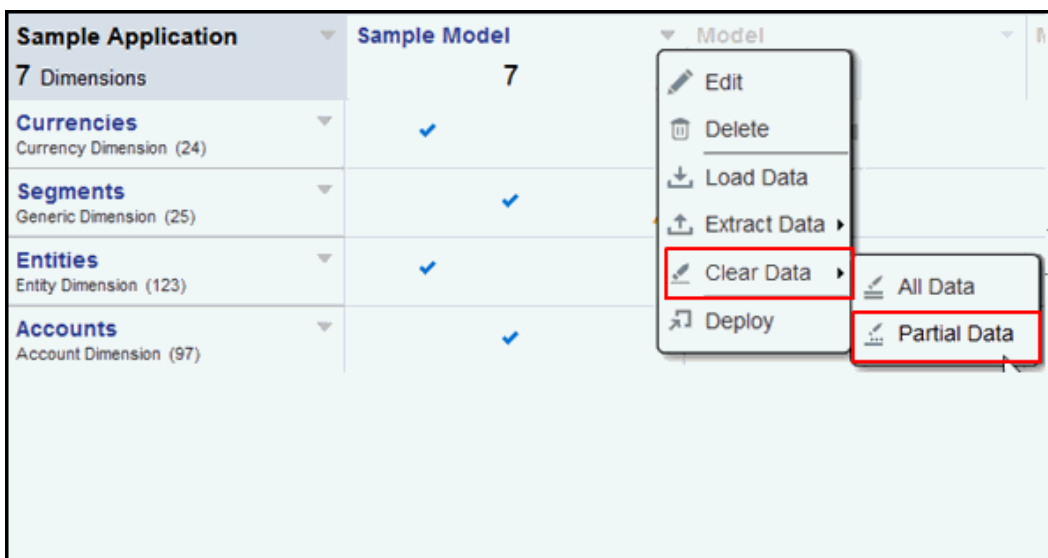 Sample Application
Sample Model
Model
7 Dimensions
7
Currencies
Currency Dimension (24)
Segments
Generic Dimension (25)
Entities
Entity Dimension (123)
Accounts
Account Dimension (97)
Edit
Delete
Load Data
Extract Data
Clear Data
Deploy
All Data
Partial Data